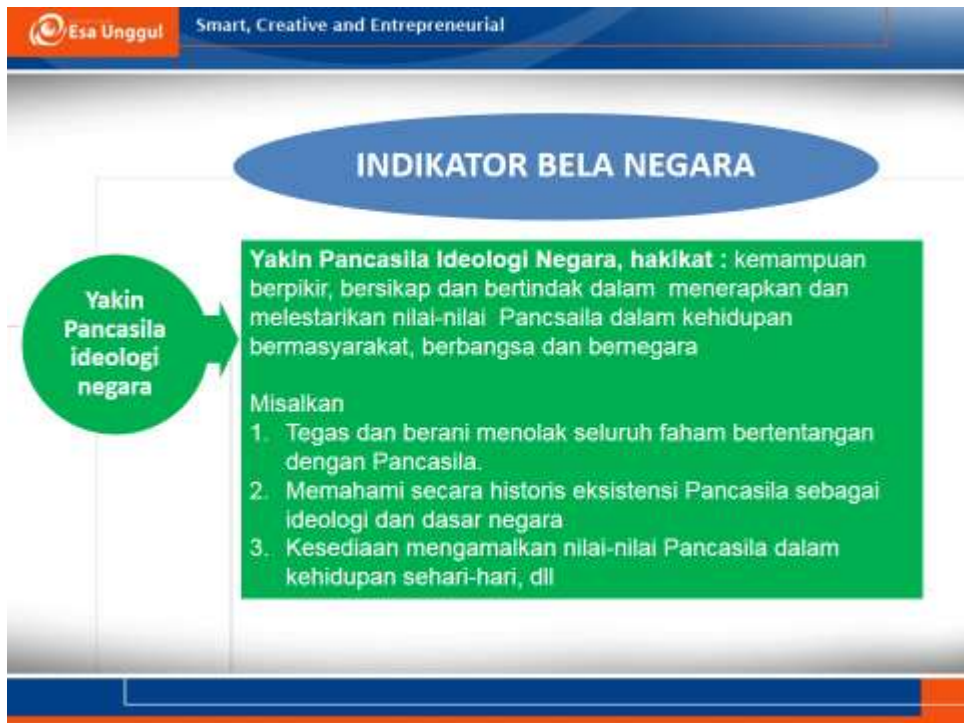 Esa Unggul
Smart, Creative and Entrepreneurial
INDIKATOR BELA NEGARA
Yakin
Pancasila
ideologi
negara
Yakin Pancasila Ideologi Negara, hakikat : kemampuan
berpikir, bersikap dan bertindak dalam menerapkan dan
melestarikan nilai-nilai Pancsaila dalam kehidupan
bermasyarakat, berbangsa dan bernegara
Misalkan
1. Tegas dan berani menolak seluruh faham bertentangan
dengan Pancasila.
2. Memahami secara historis eksistensi Pancasila sebagai
ideologi dan dasar negara
3. Kesediaan mengamalkan nilai-nilai Pancasila dalam
kehidupan sehari-hari, dll